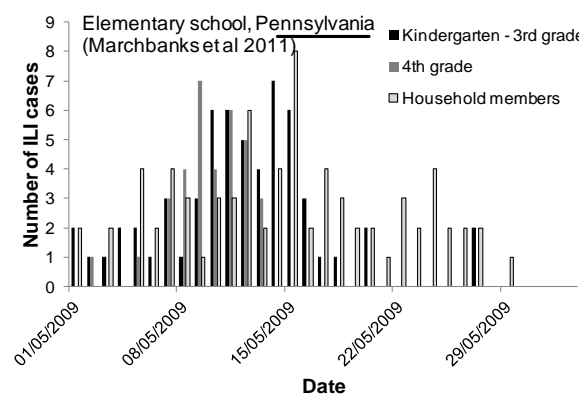 Elementary school, Pennsylvania
(Marchbanks et al 2011)
Kindergarten - 3rd grade
4th grade
Household members
Number of ILI cases
9
8
7
6
5
4
3
2
1
0
01/05/2009
08/05/2009
15/05/2009
22/05/2009
29/05/2009
Date